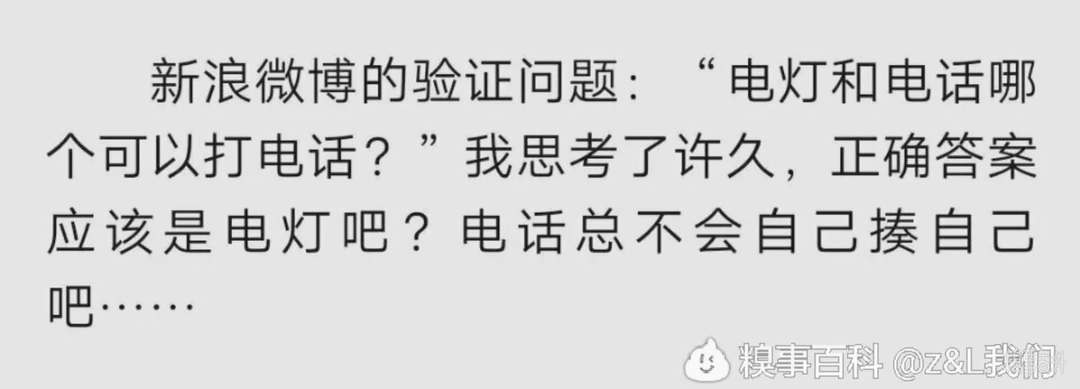 新浪微博的验证问题：“电灯和电话哪
个可以打电话？”我思考了许久，正确答案
应该是电灯吧？电话总不会自己揍自己
吧……
糗事百科 @z&L我们